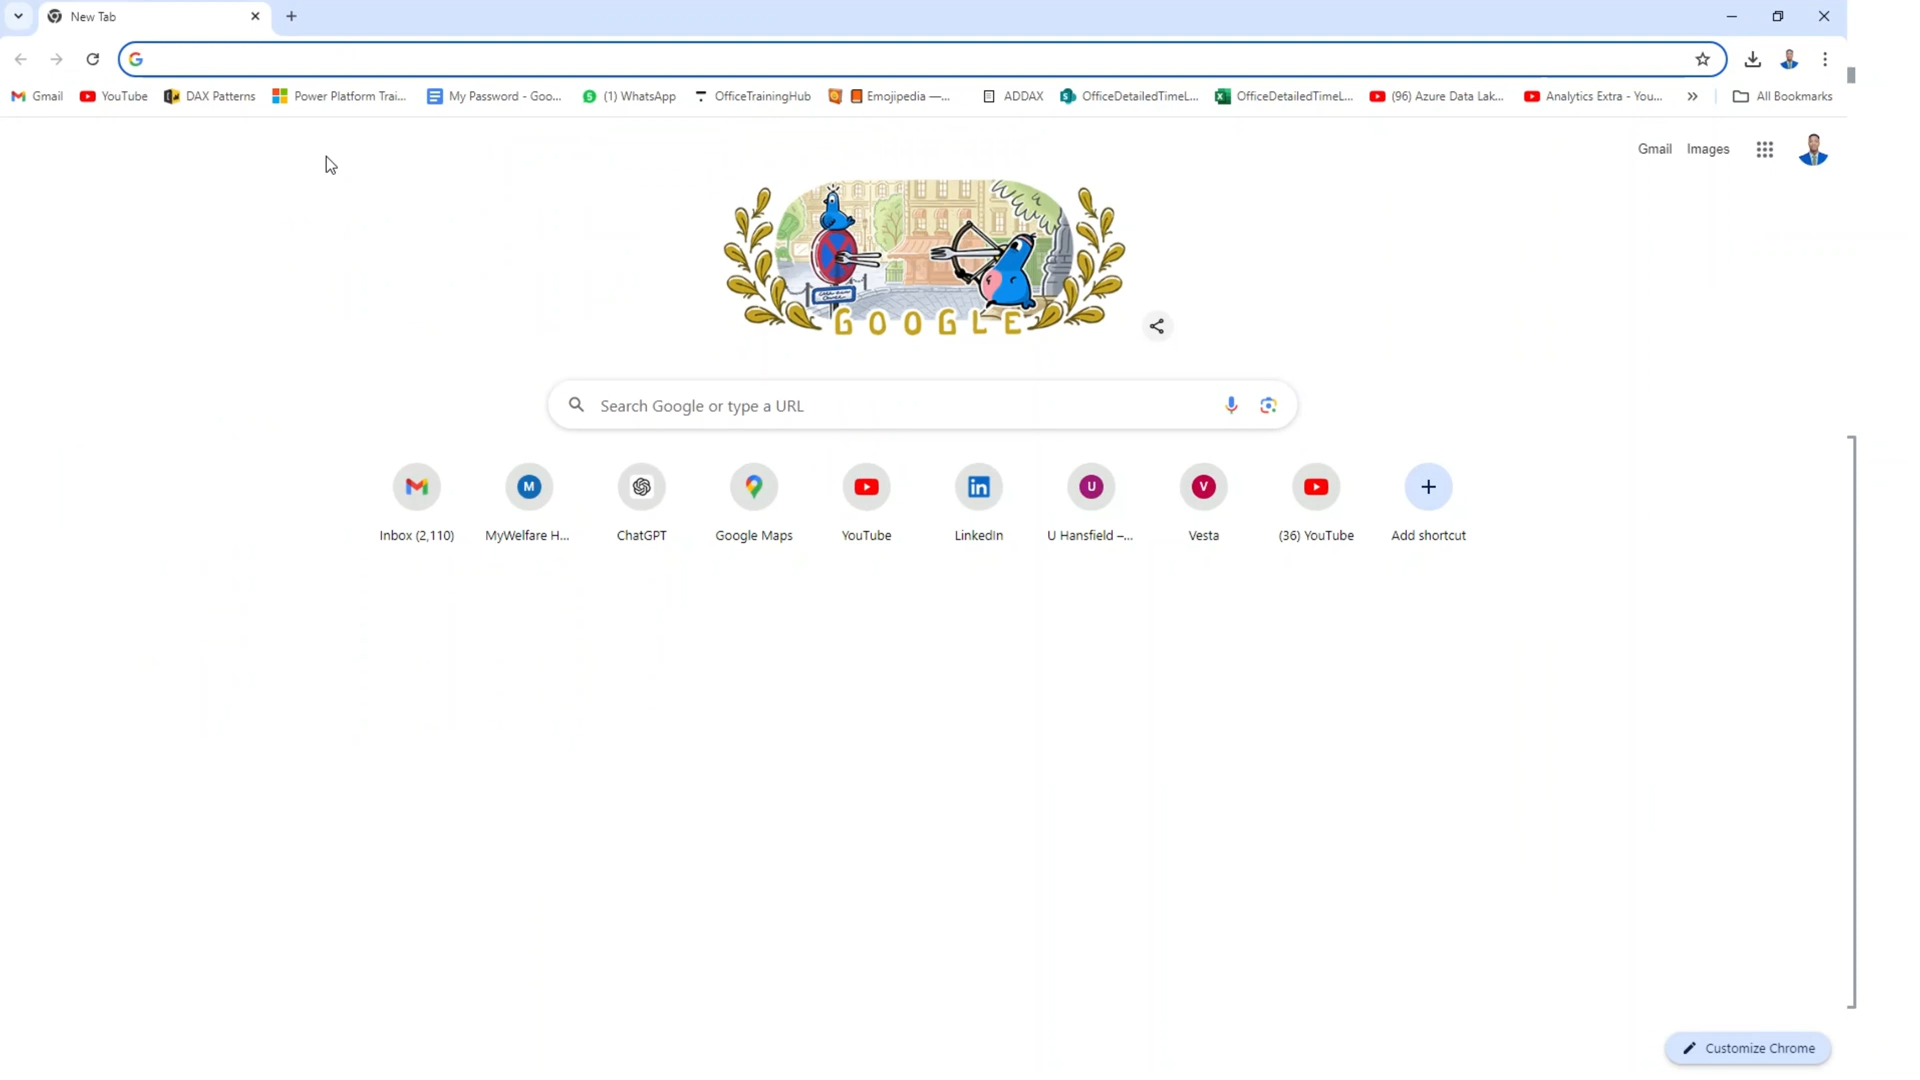 New Tab
Gmail YouTube DAX Patterns Power Platform Trai... My Password - Goo... (1) WhatsApp OfficeTrainingHub Emojipedia —... ADDAX OfficeDetailedTimeL... OfficeDetailedTimeL... (96) Azure Data Lak... Analytics Extra - You... All Bookmarks
Gmail Images
GOOGLE
Search Google or type a URL
Inbox (2,110) MyWelfare H... ChatGPT Google Maps YouTube LinkedIn U Hansfield –... Vesta (36) YouTube Add shortcut
Customize Chrome